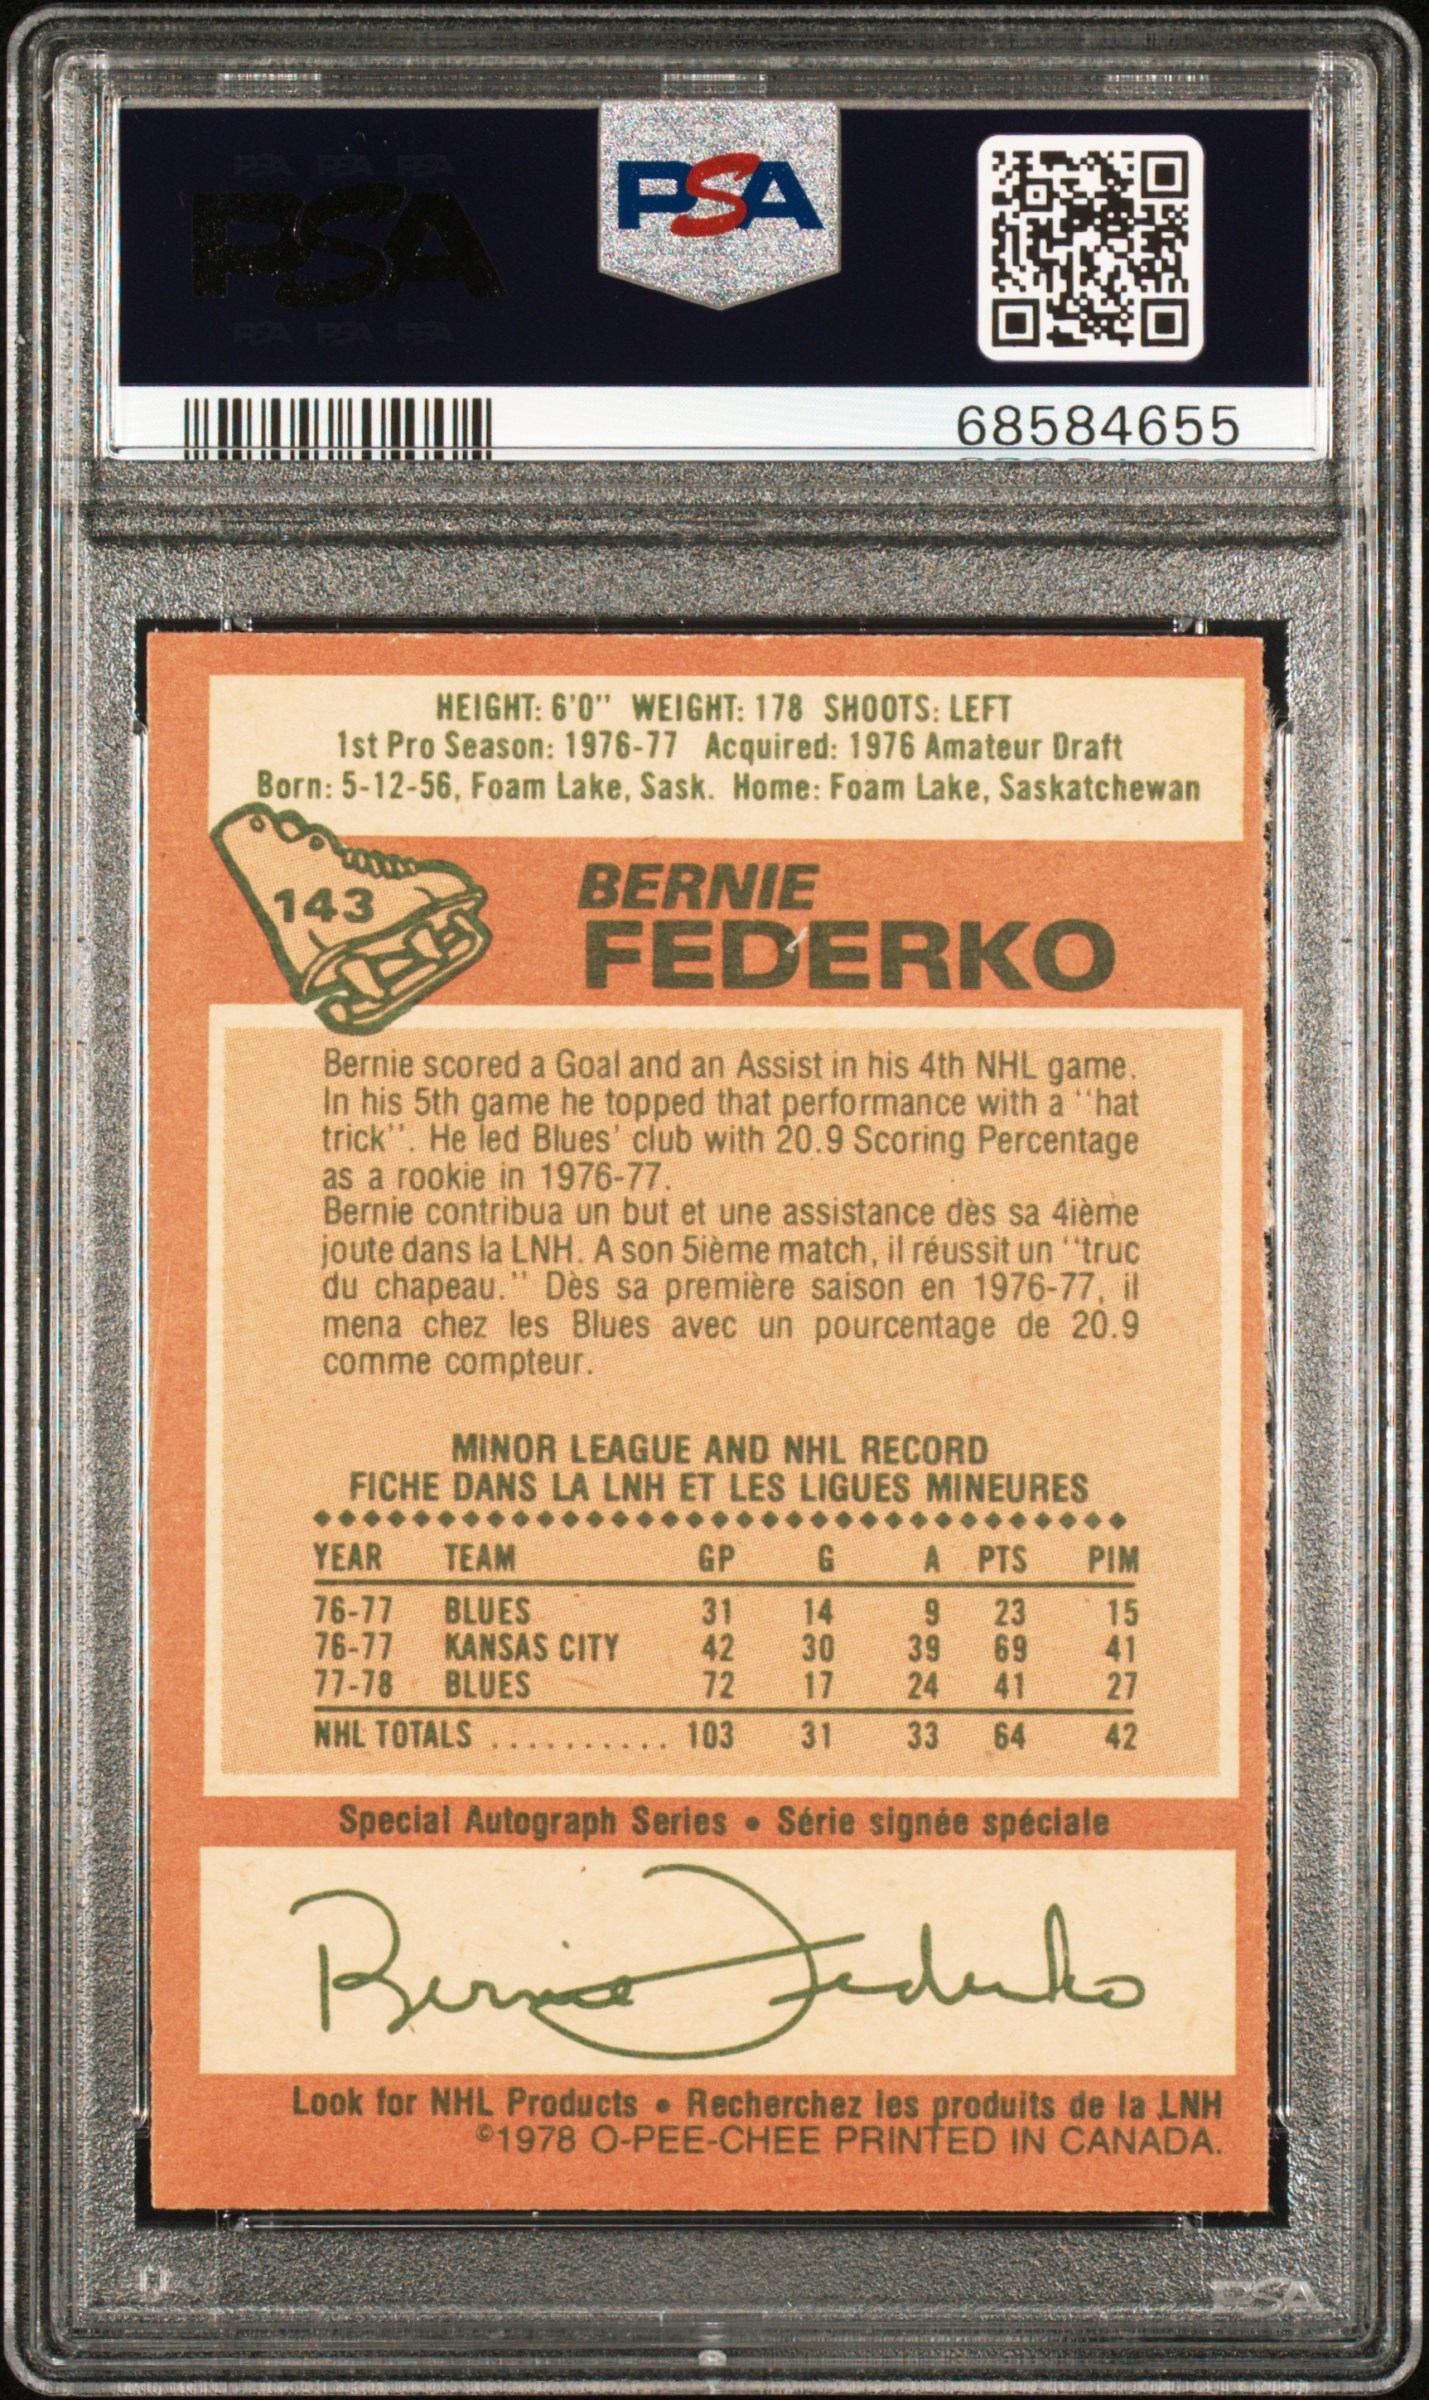 PSA PSA PSA
PSA
PSA PSA PSA
PSA
68584655
HEIGHT: 6'0" WEIGHT: 178 SHOOTS: LEFT
1st Pro Season: 1976-77 Acquired: 1976 Amateur Draft
Born: 5-12-56, Foam Lake, Sask. Home: Foam Lake, Saskatchewan
143
BERNIE
FEDERKO
Bernie scored a Goal and an Assist in his 4th NHL game.
In his 5th game he topped that performance with a "hat
trick". He led Blues' club with 20.9 Scoring Percentage
as a rookie in 1976-77.
Bernie contribua un but et une assistance dès sa 4ième
joute dans la LNH. A son 5ième match, il réussit un "truc
du chapeau." Dès sa première saison en 1976-77, il
mena chez les Blues avec un pourcentage de 20.9
comme compteur.
MINOR LEAGUE AND NHL RECORD
FICHE DANS LA LNH ET LES LIGUES MINEURES
YEAR TEAM GP G A PTS PIM
76-77 BLUES 31 14 9 23 15
76-77 KANSAS CITY 42 30 39 69 41
77-78 BLUES 72 17 24 41 27
NHL TOTALS .......... 103 31 33 64 42
Special Autograph Series • Série signée spéciale
Bernie Federko
Look for NHL Products • Recherchez les produits de la LNH
©1978 O-PEE-CHEE PRINTED IN CANADA.
PSA